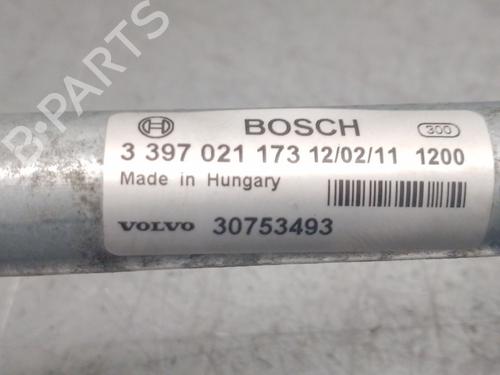 B-PARTS
BOSCH 300
3 397 021 173 12/02/11 1200
Made in Hungary
VOLVO 30753493